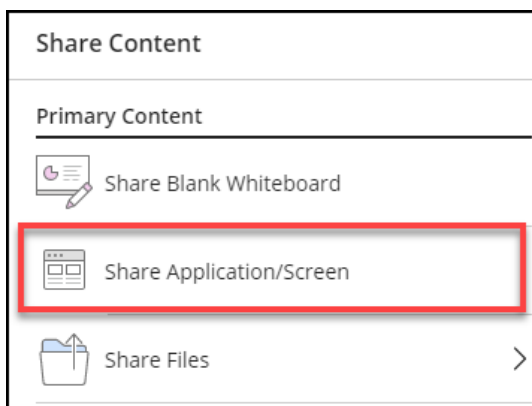 Share Content
Primary Content
Share Blank Whiteboard
Share Application/Screen
Share Files